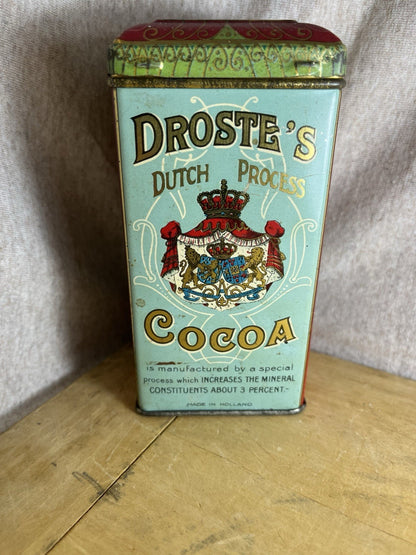 DROSTE'S
DUTCH PROCESS
COCOA
is manufactured by a special
process which INCREASES THE MINERAL
CONSTITUENTS ABOUT 3 PERCENT.-
MADE IN HOLLAND